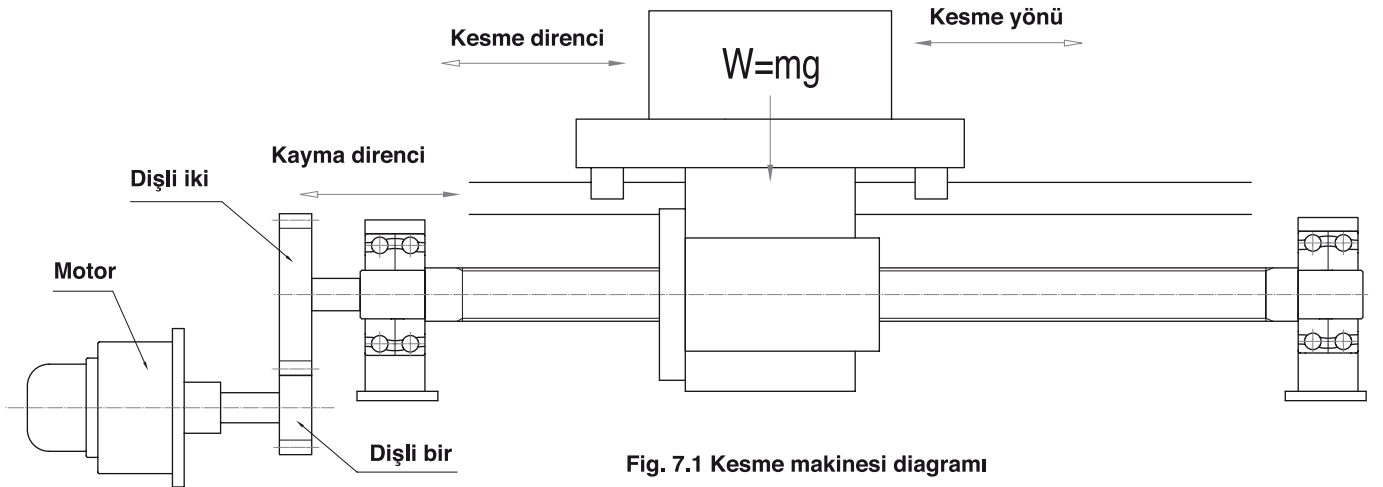 Kesme yönü
Kesme direnci
W=mg
Kayma direnci
Dişli iki
Motor
Dişli bir
Fig. 7.1 Kesme makinesi diagramı